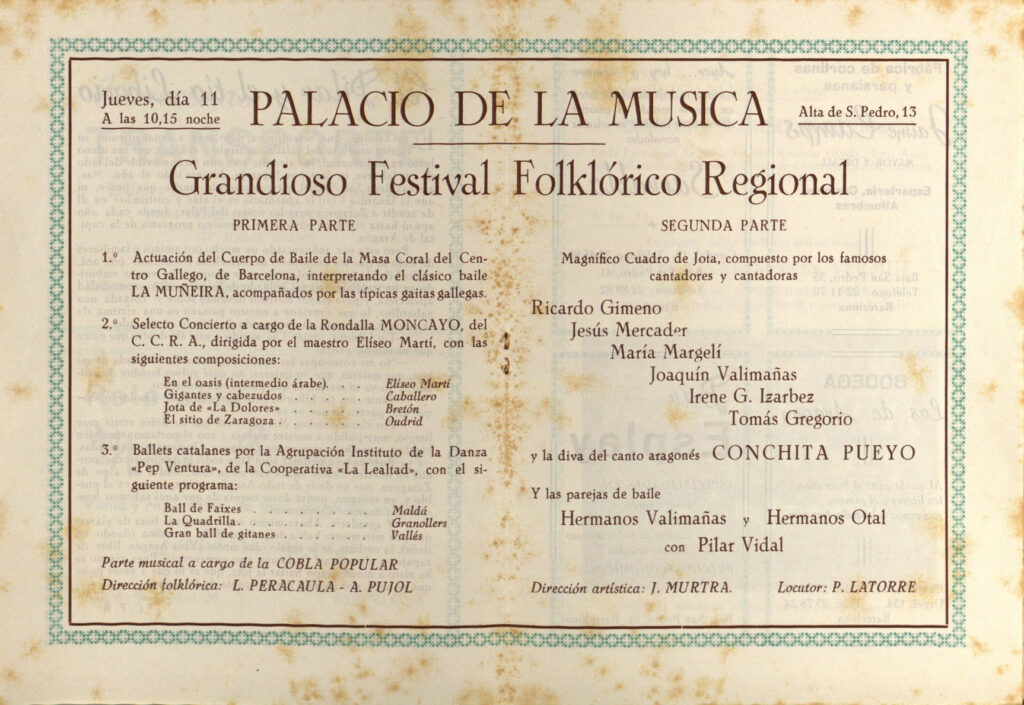 Jueves, día 11
A las 10,15 noche
PALACIO DE LA MUSICA
Alta de S. Pedro, 13
Grandioso Festival Folklórico Regional
PRIMERA PARTE
1.º Actuación del Cuerpo de Baile de la Masa Coral del Cen-
tro Gallego, de Barcelona, interpretando el clásico baile
LA MUÑEIRA, acompañados por las típicas gaitas gallegas.
2.º Selecto Concierto a cargo de la Rondalla MONCAYO, del
C. C. R. A., dirigida por el maestro Elíseo Martí, con las
siguientes composiciones:
En el oasis (intermedio árabe). . . Elíseo Martí
Gigantes y cabezudos . . . . . Caballero
Jota de «La Dolores» . . . . . Bretón
El sitio de Zaragoza . . . . . Oudrid
3.º Ballets catalanes por la Agrupación Instituto de la Danza
«Pep Ventura», de la Cooperativa «La Lealtad», con el si-
guiente programa:
Ball de Faixes . . . . . . . Maldá
La Quadrilla. . . . . . . . Granollers
Gran ball de gitanes . . . . . . Vallés
Parte musical a cargo de la COBLA POPULAR
Dirección folklórica: L. PERACAULA - A. PUJOL
SEGUNDA PARTE
Magnífico Cuadro de Jota, compuesto por los famosos
cantadores y cantadoras
Ricardo Gimeno
Jesús Mercader
María Margelí
Joaquín Valimañas
Irene G. Izarbez
Tomás Gregorio
y la diva del canto aragonés CONCHITA PUEYO
Y las parejas de baile
Hermanos Valimañas y Hermanos Otal
con Pilar Vidal
Dirección artística: J. MURTRA. Locutor: P. LATORRE